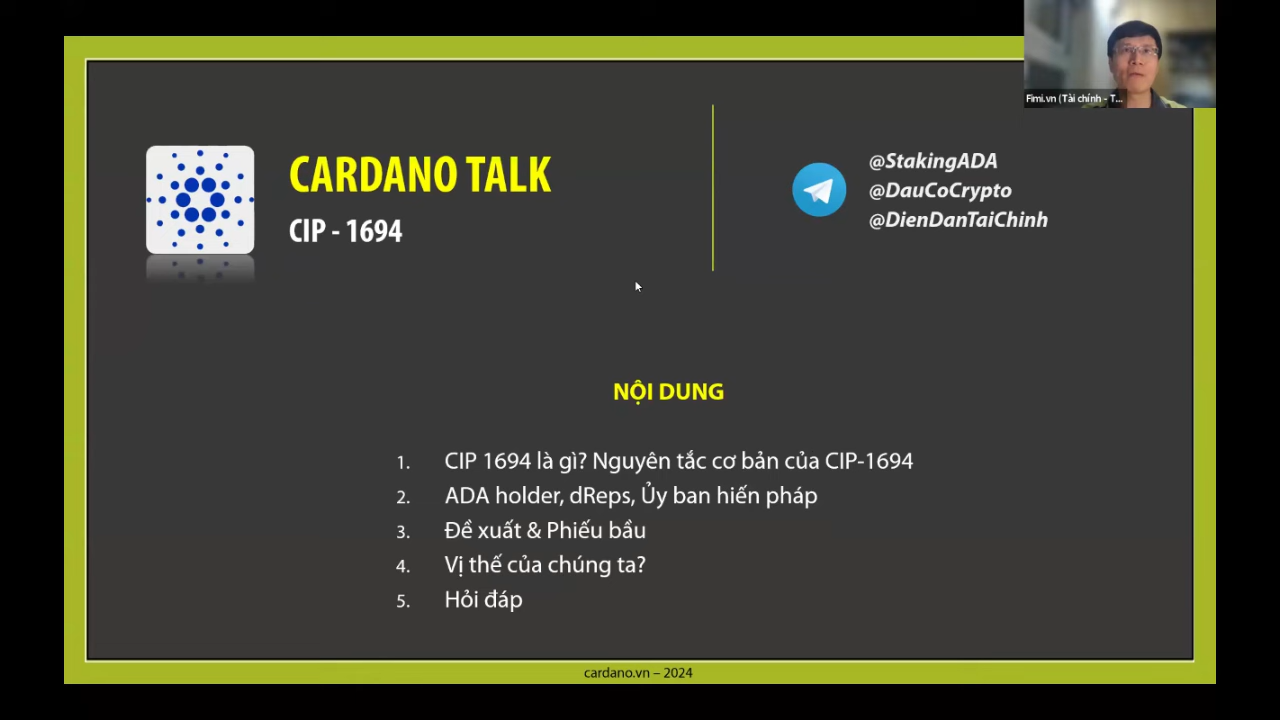 Fimi.vn (Tài chính - T...
CARDANO TALK
CIP - 1694
@StakingADA
@DauCoCrypto
@DienDanTaiChinh
NỘI DUNG
1. CIP 1694 là gì? Nguyên tắc cơ bản của CIP-1694
2. ADA holder, dReps, Ủy ban hiến pháp
3. Đề xuất & Phiếu bầu
4. Vị thế của chúng ta?
5. Hỏi đáp
cardano.vn – 2024